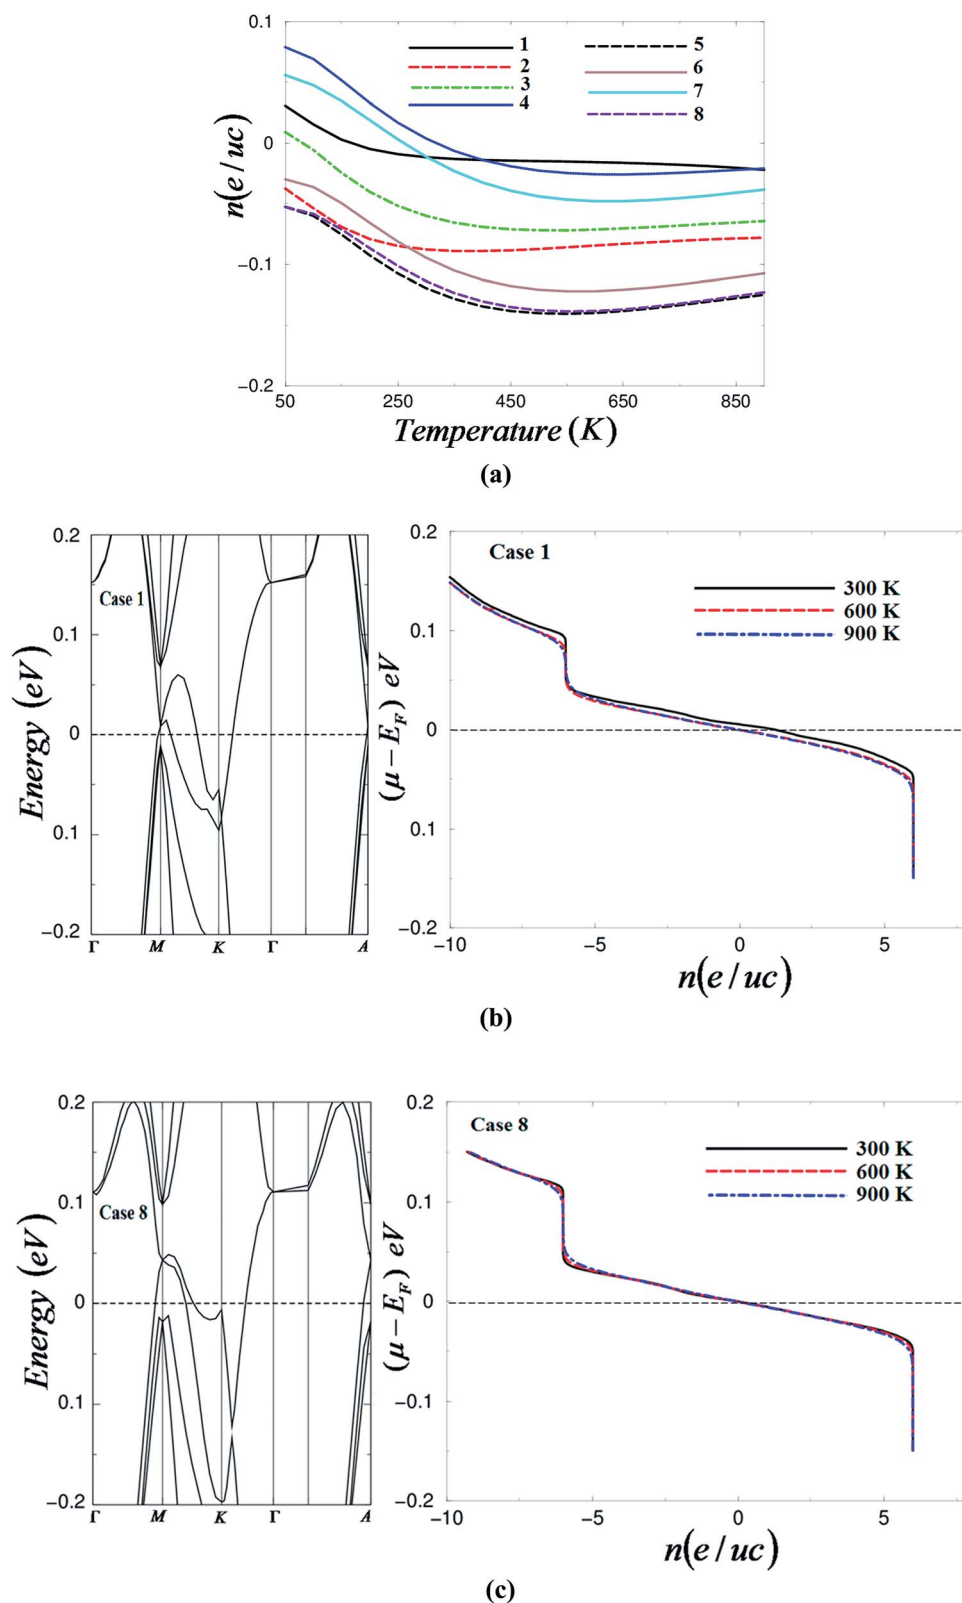 0.1
0
−0.1
−0.2
n(e/uc)
1
2
3
4
5
6
7
8
50 250 450 650 850
Temperature (K)
(a)
0.2
0.1
0
0.1
-0.2
Energy (eV)
Case 1
Γ M K Γ A
0.2
0.1
0
0.1
−0.2
(μ−E_F) eV
Case 1
300 K
600 K
900 K
−10 −5 0 5
n(e/uc)
(b)
0.2
0.1
0
0.1
-0.2
Energy (eV)
Case 8
Γ M K Γ A
0.2
0.1
0
−0.1
−0.2
(μ−E_F) eV
Case 8
300 K
600 K
900 K
−10 −5 0 5
n(e/uc)
(c)